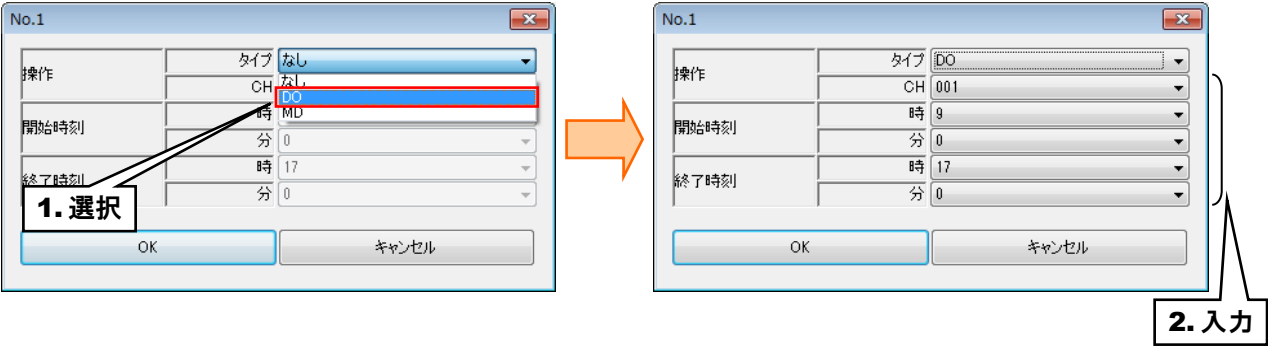 No.1
操作
タイプ なし
CH
なし
DO
MD
開始時刻
時
分 0
終了時刻
時 17
分 0
1. 選択
OK キャンセル
No.1
操作
タイプ DO
CH 001
開始時刻
時 9
分 0
終了時刻
時 17
分 0
OK キャンセル
2. 入力